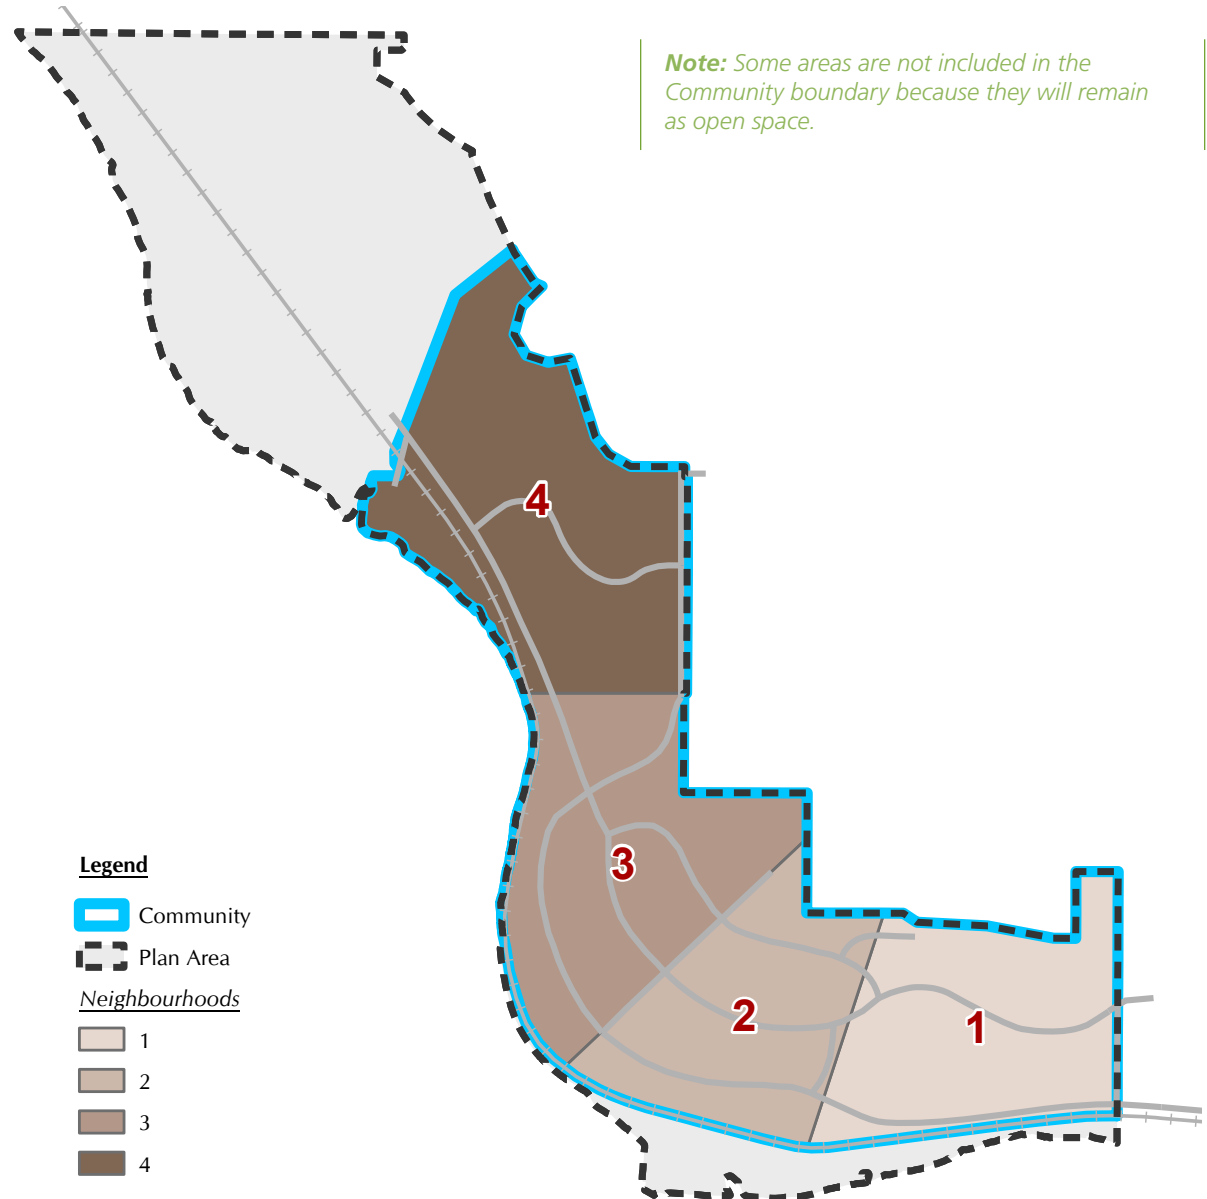 Note: Some areas are not included in the
Community boundary because they will remain
as open space.
4
3
2
1
Legend
Community
Plan Area
Neighbourhoods
1
2
3
4